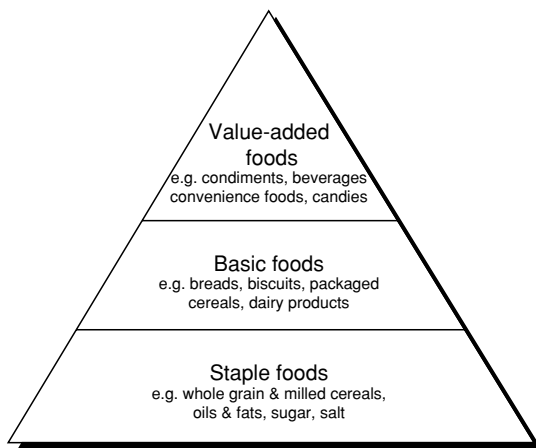 Value-added
foods
e.g. condiments, beverages
convenience foods, candies
Basic foods
e.g. breads, biscuits, packaged
cereals, dairy products
Staple foods
e.g. whole grain & milled cereals,
oils & fats, sugar, salt